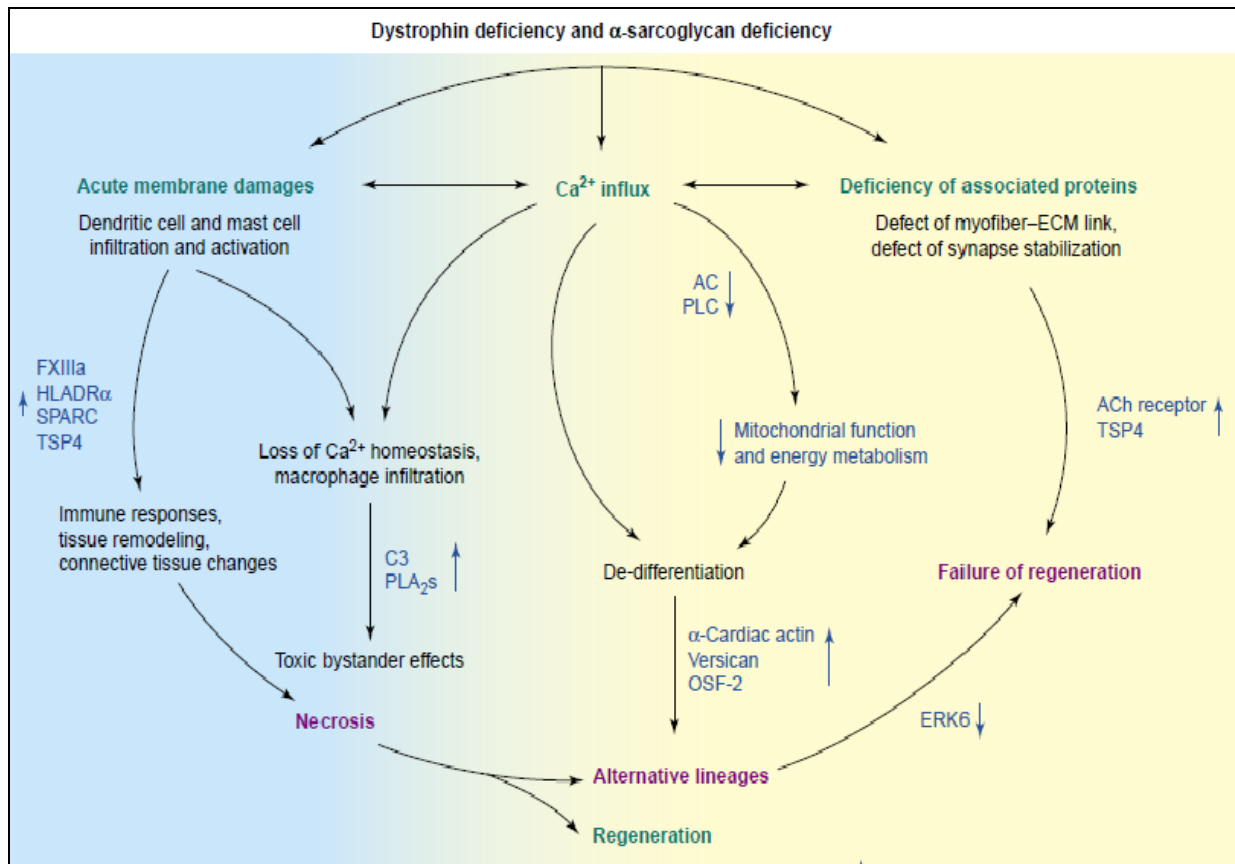 Dystrophin deficiency and α-sarcoglycan deficiency
Acute membrane damages
Dendritic cell and mast cell
infiltration and activation
Ca²⁺ influx
Deficiency of associated proteins
Defect of myofiber–ECM link,
defect of synapse stabilization
AC
PLC
FXIIIa
HLADRα
SPARC
TSP4
ACh receptor
TSP4
Loss of Ca²⁺ homeostasis,
macrophage infiltration
Mitochondrial function
and energy metabolism
Immune responses,
tissue remodeling,
connective tissue changes
C3
PLA₂s
De-differentiation
Failure of regeneration
α-Cardiac actin
Versican
OSF-2
Toxic bystander effects
Necrosis
ERK6
Alternative lineages
Regeneration